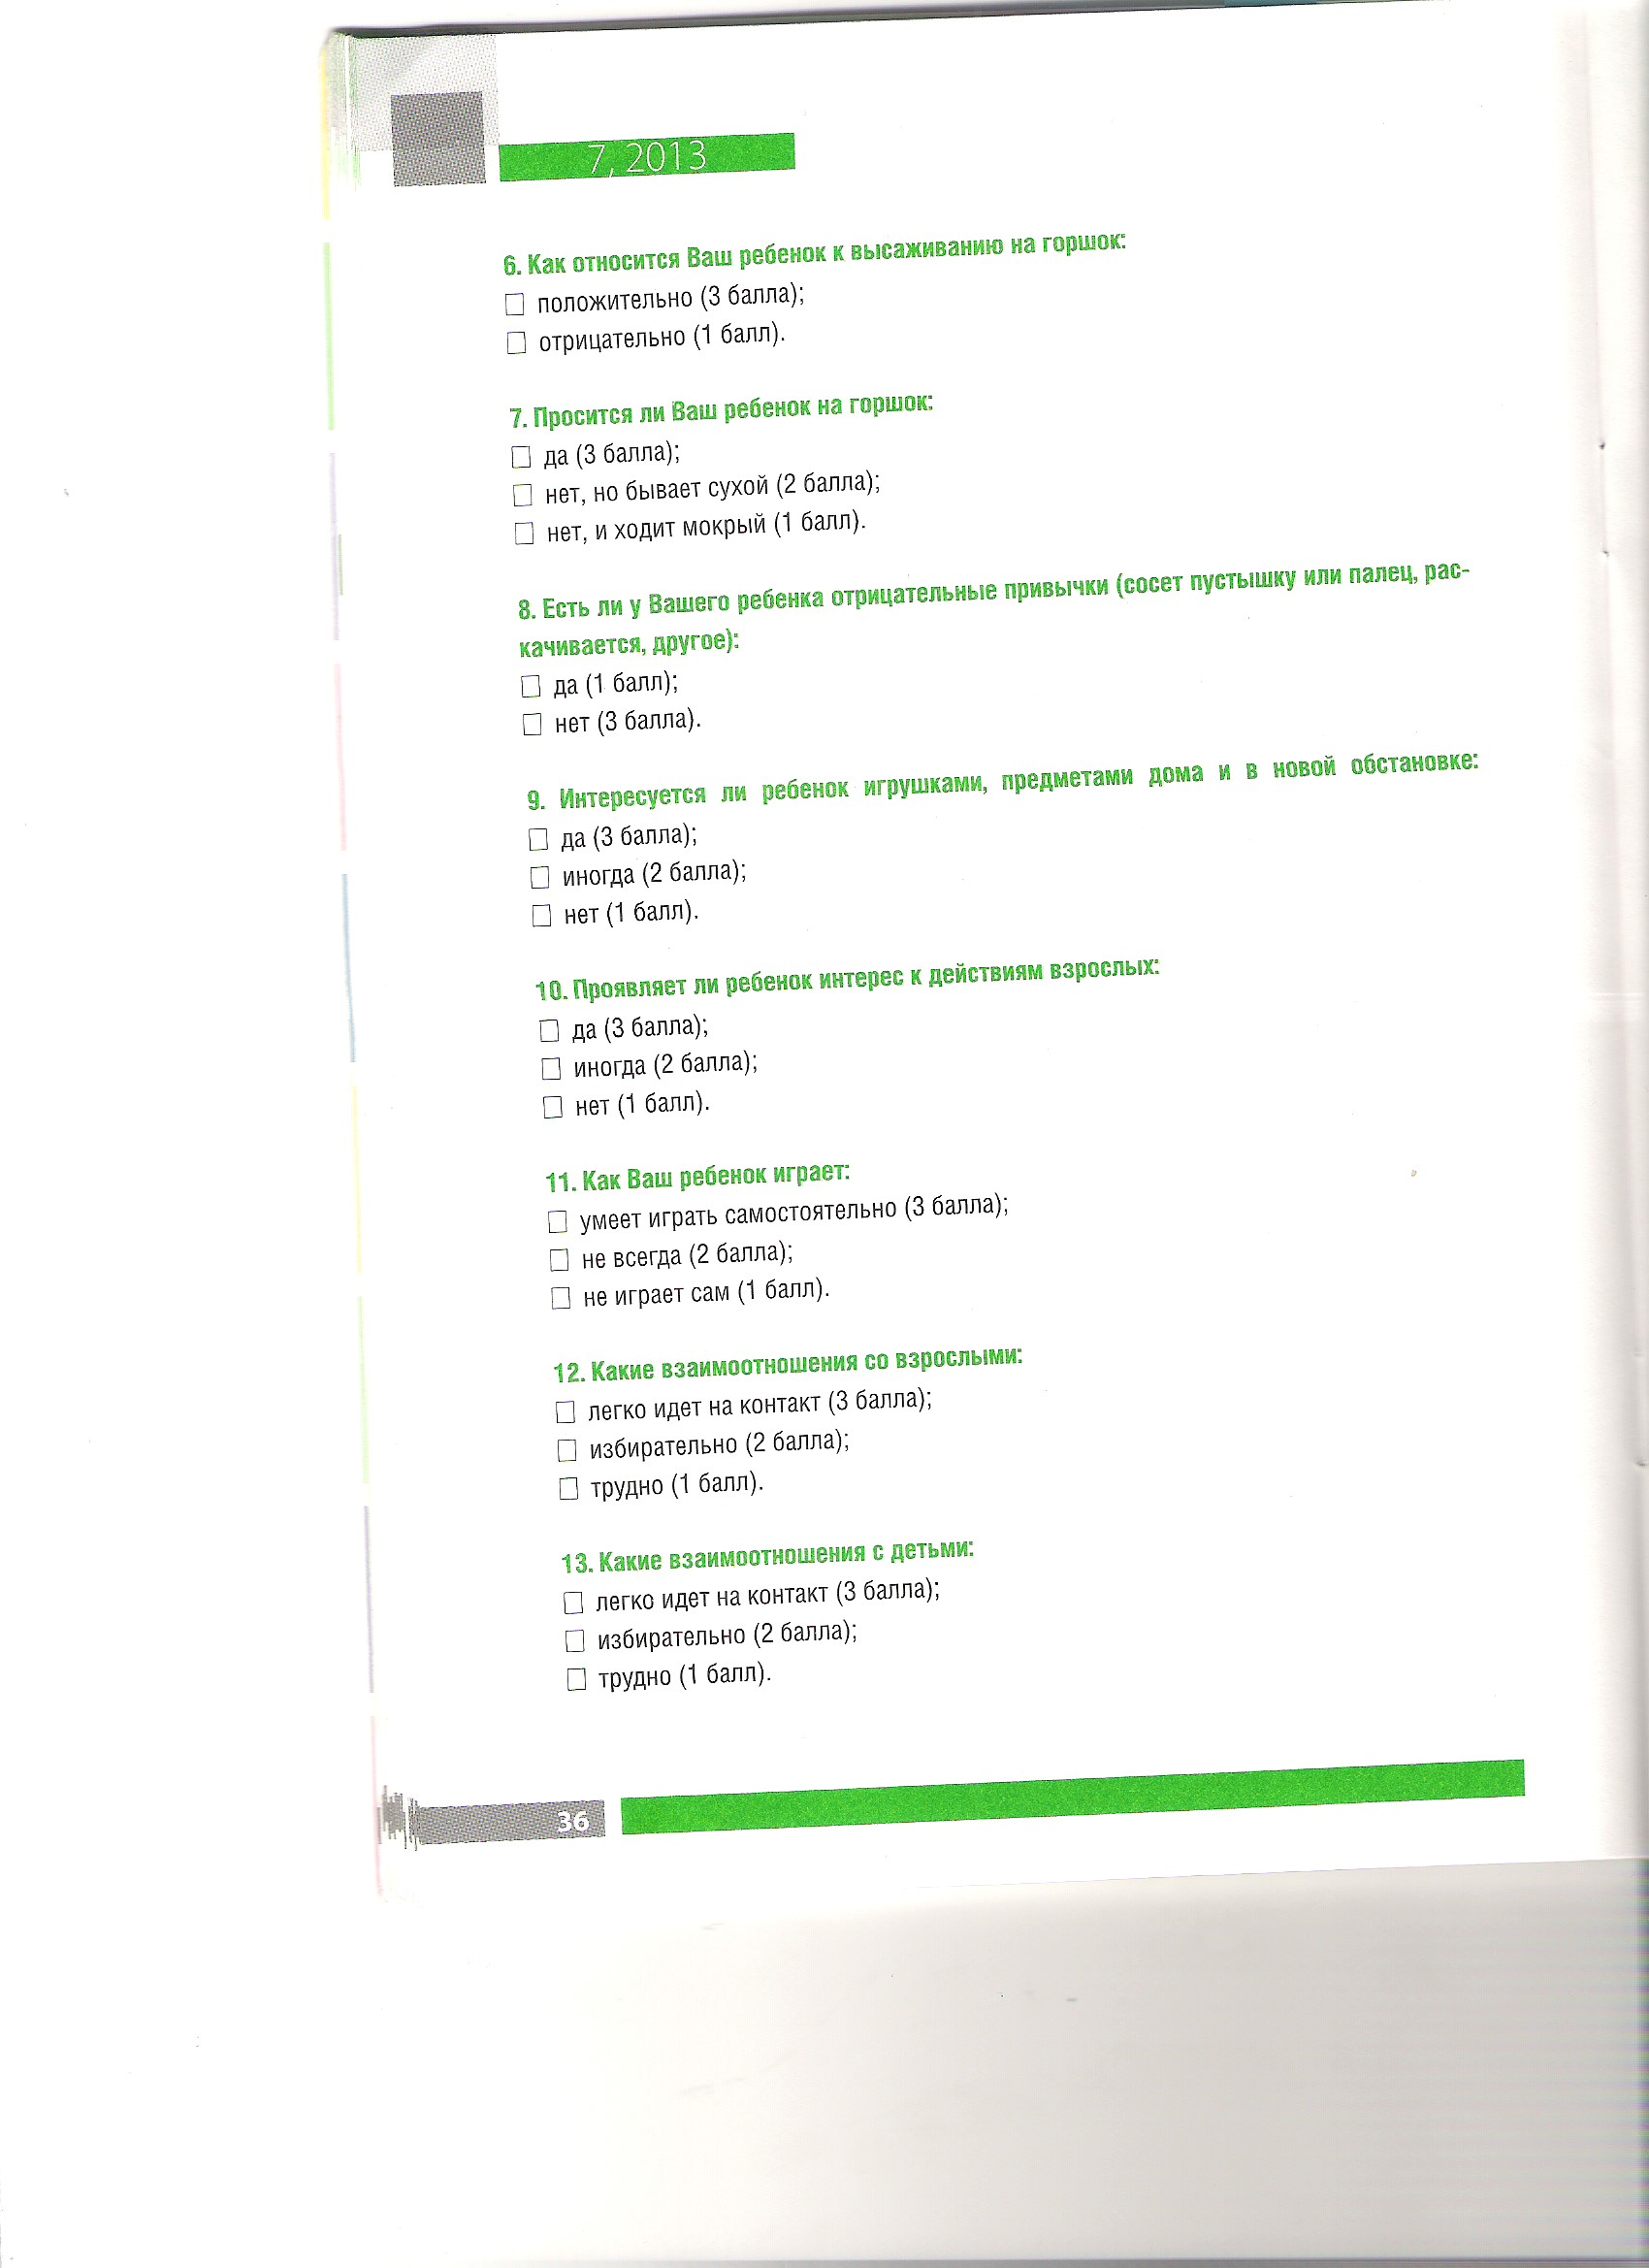 7, 2013
6. Как относится Ваш ребенок к высаживанию на горшок:
☐ положительно (3 балла);
☐ отрицательно (1 балл).
7. Просится ли Ваш ребенок на горшок:
☐ да (3 балла);
☐ нет, но бывает сухой (2 балла);
☐ нет, и ходит мокрый (1 балл).
8. Есть ли у Вашего ребенка отрицательные привычки (сосет пустышку или палец, рас-
качивается, другое):
☐ да (1 балл);
☐ нет (3 балла).
9. Интересуется ли ребенок игрушками, предметами дома и в новой обстановке:
☐ да (3 балла);
☐ иногда (2 балла);
☐ нет (1 балл).
10. Проявляет ли ребенок интерес к действиям взрослых:
☐ да (3 балла);
☐ иногда (2 балла);
☐ нет (1 балл).
11. Как Ваш ребенок играет:
☐ умеет играть самостоятельно (3 балла);
☐ не всегда (2 балла);
☐ не играет сам (1 балл).
12. Какие взаимоотношения со взрослыми:
☐ легко идет на контакт (3 балла);
☐ избирательно (2 балла);
☐ трудно (1 балл).
13. Какие взаимоотношения с детьми:
☐ легко идет на контакт (3 балла);
☐ избирательно (2 балла);
☐ трудно (1 балл).
36